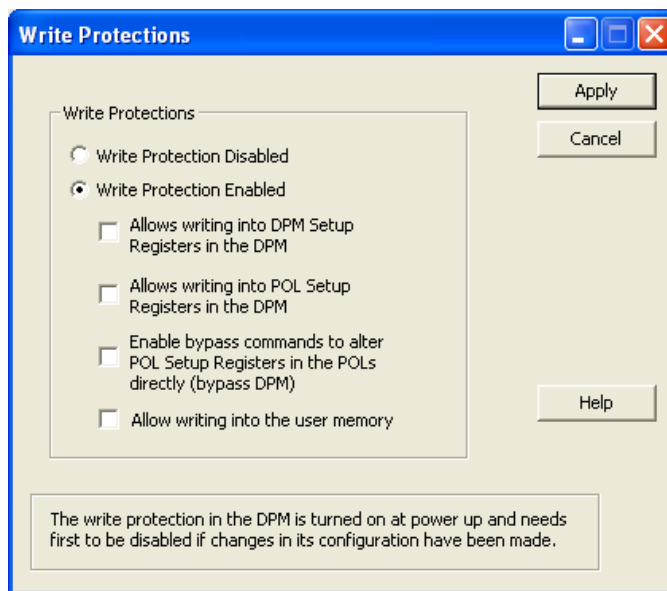 Write Protections
Apply
Write Protections
Cancel
Write Protection Disabled
Write Protection Enabled
Allows writing into DPM Setup
Registers in the DPM
Allows writing into POL Setup
Registers in the DPM
Enable bypass commands to alter
POL Setup Registers in the POLs
directly (bypass DPM)
Help
Allow writing into the user memory
The write protection in the DPM is turned on at power up and needs
first to be disabled if changes in its configuration have been made.